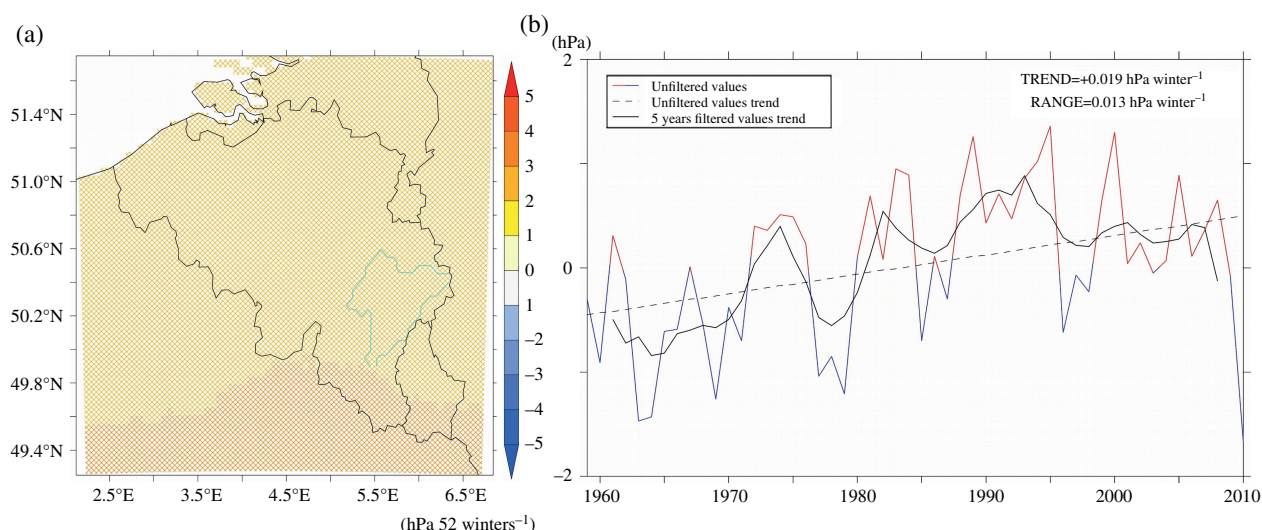 (a)
51.4°N
51.0°N
50.6°N
50.2°N
49.8°N
49.4°N
2.5°E
3.5°E
4.5°E
5.5°E
6.5°E
5
4
3
2
1
0
1
–2
–3
–4
–5
(hPa 52 winters⁻¹)
(b)
(hPa)
2
0
–2
Unfiltered values
Unfiltered values trend
5 years filtered values trend
TREND=+0.019 hPa winter⁻¹
RANGE=0.013 hPa winter⁻¹
1960
1970
1980
1990
2000
2010